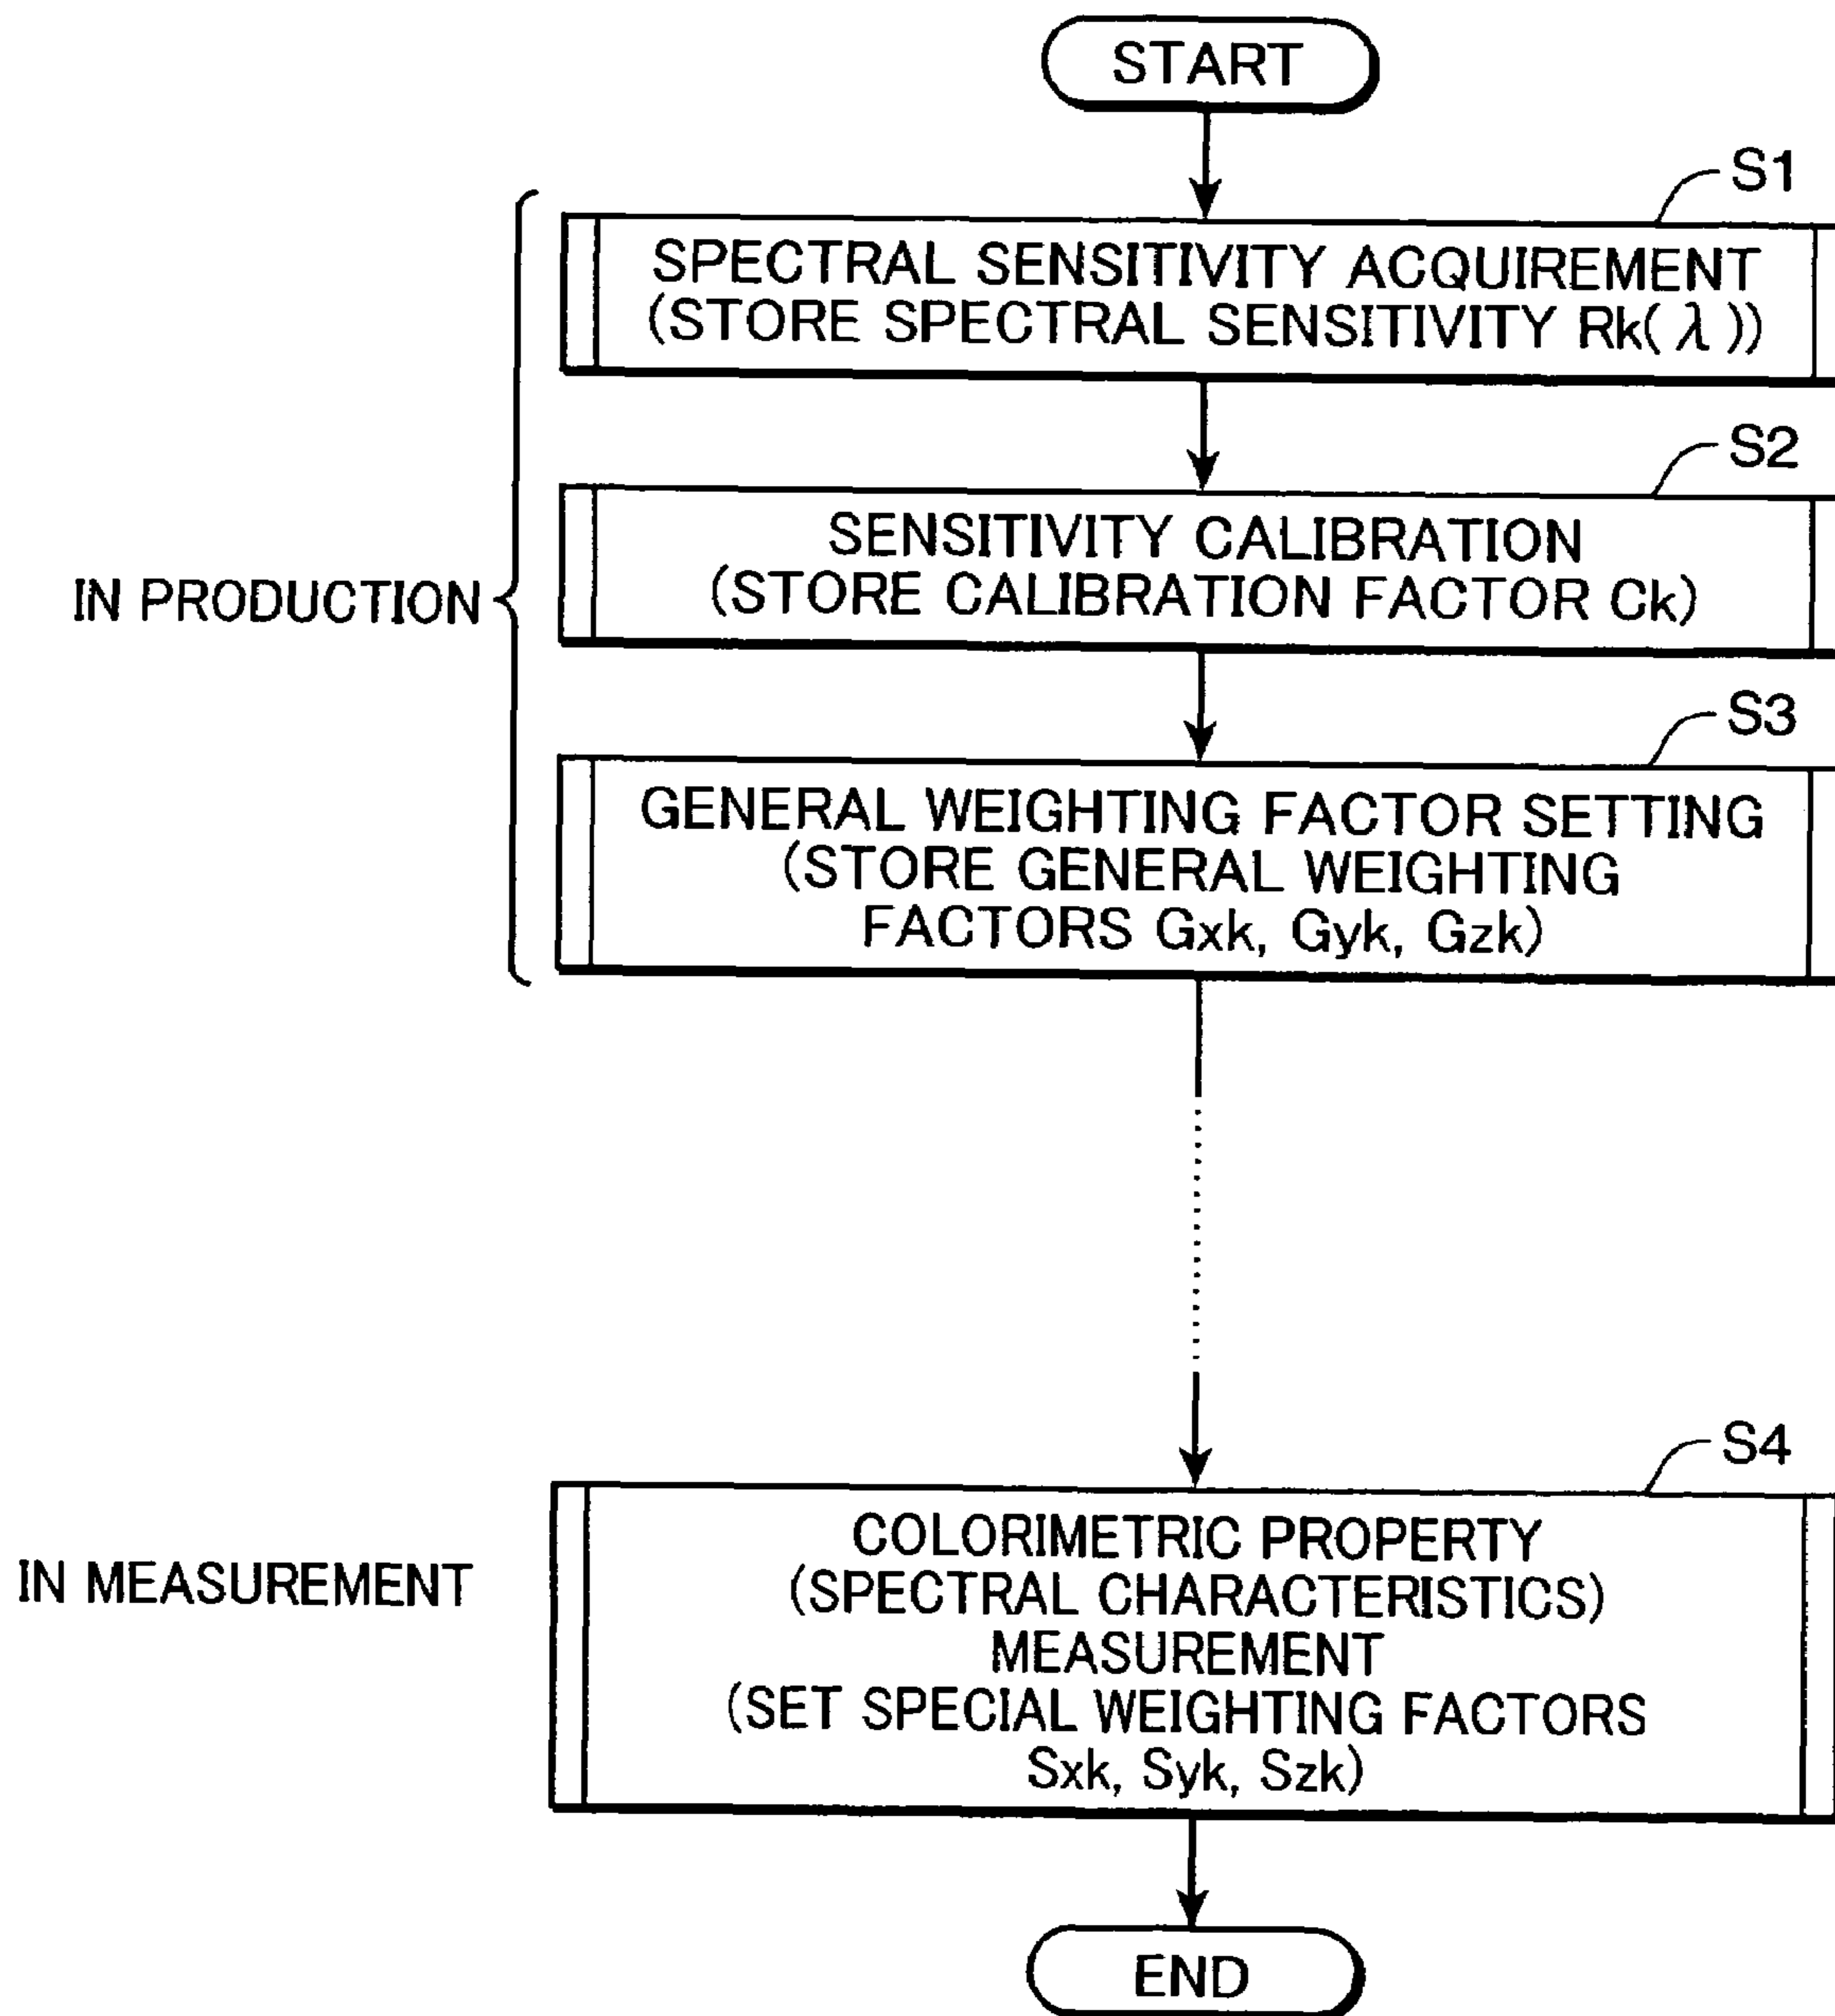 START
S1
SPECTRAL SENSITIVITY ACQUIREMENT
(STORE SPECTRAL SENSITIVITY Rk(λ))
S2
SENSITIVITY CALIBRATION
(STORE CALIBRATION FACTOR Ck)
IN PRODUCTION
S3
GENERAL WEIGHTING FACTOR SETTING
(STORE GENERAL WEIGHTING
FACTORS Gxk, Gyk, Gzk)
S4
IN MEASUREMENT
COLORIMETRIC PROPERTY
(SPECTRAL CHARACTERISTICS)
MEASUREMENT
(SET SPECIAL WEIGHTING FACTORS
Sxk, Syk, Szk)
END